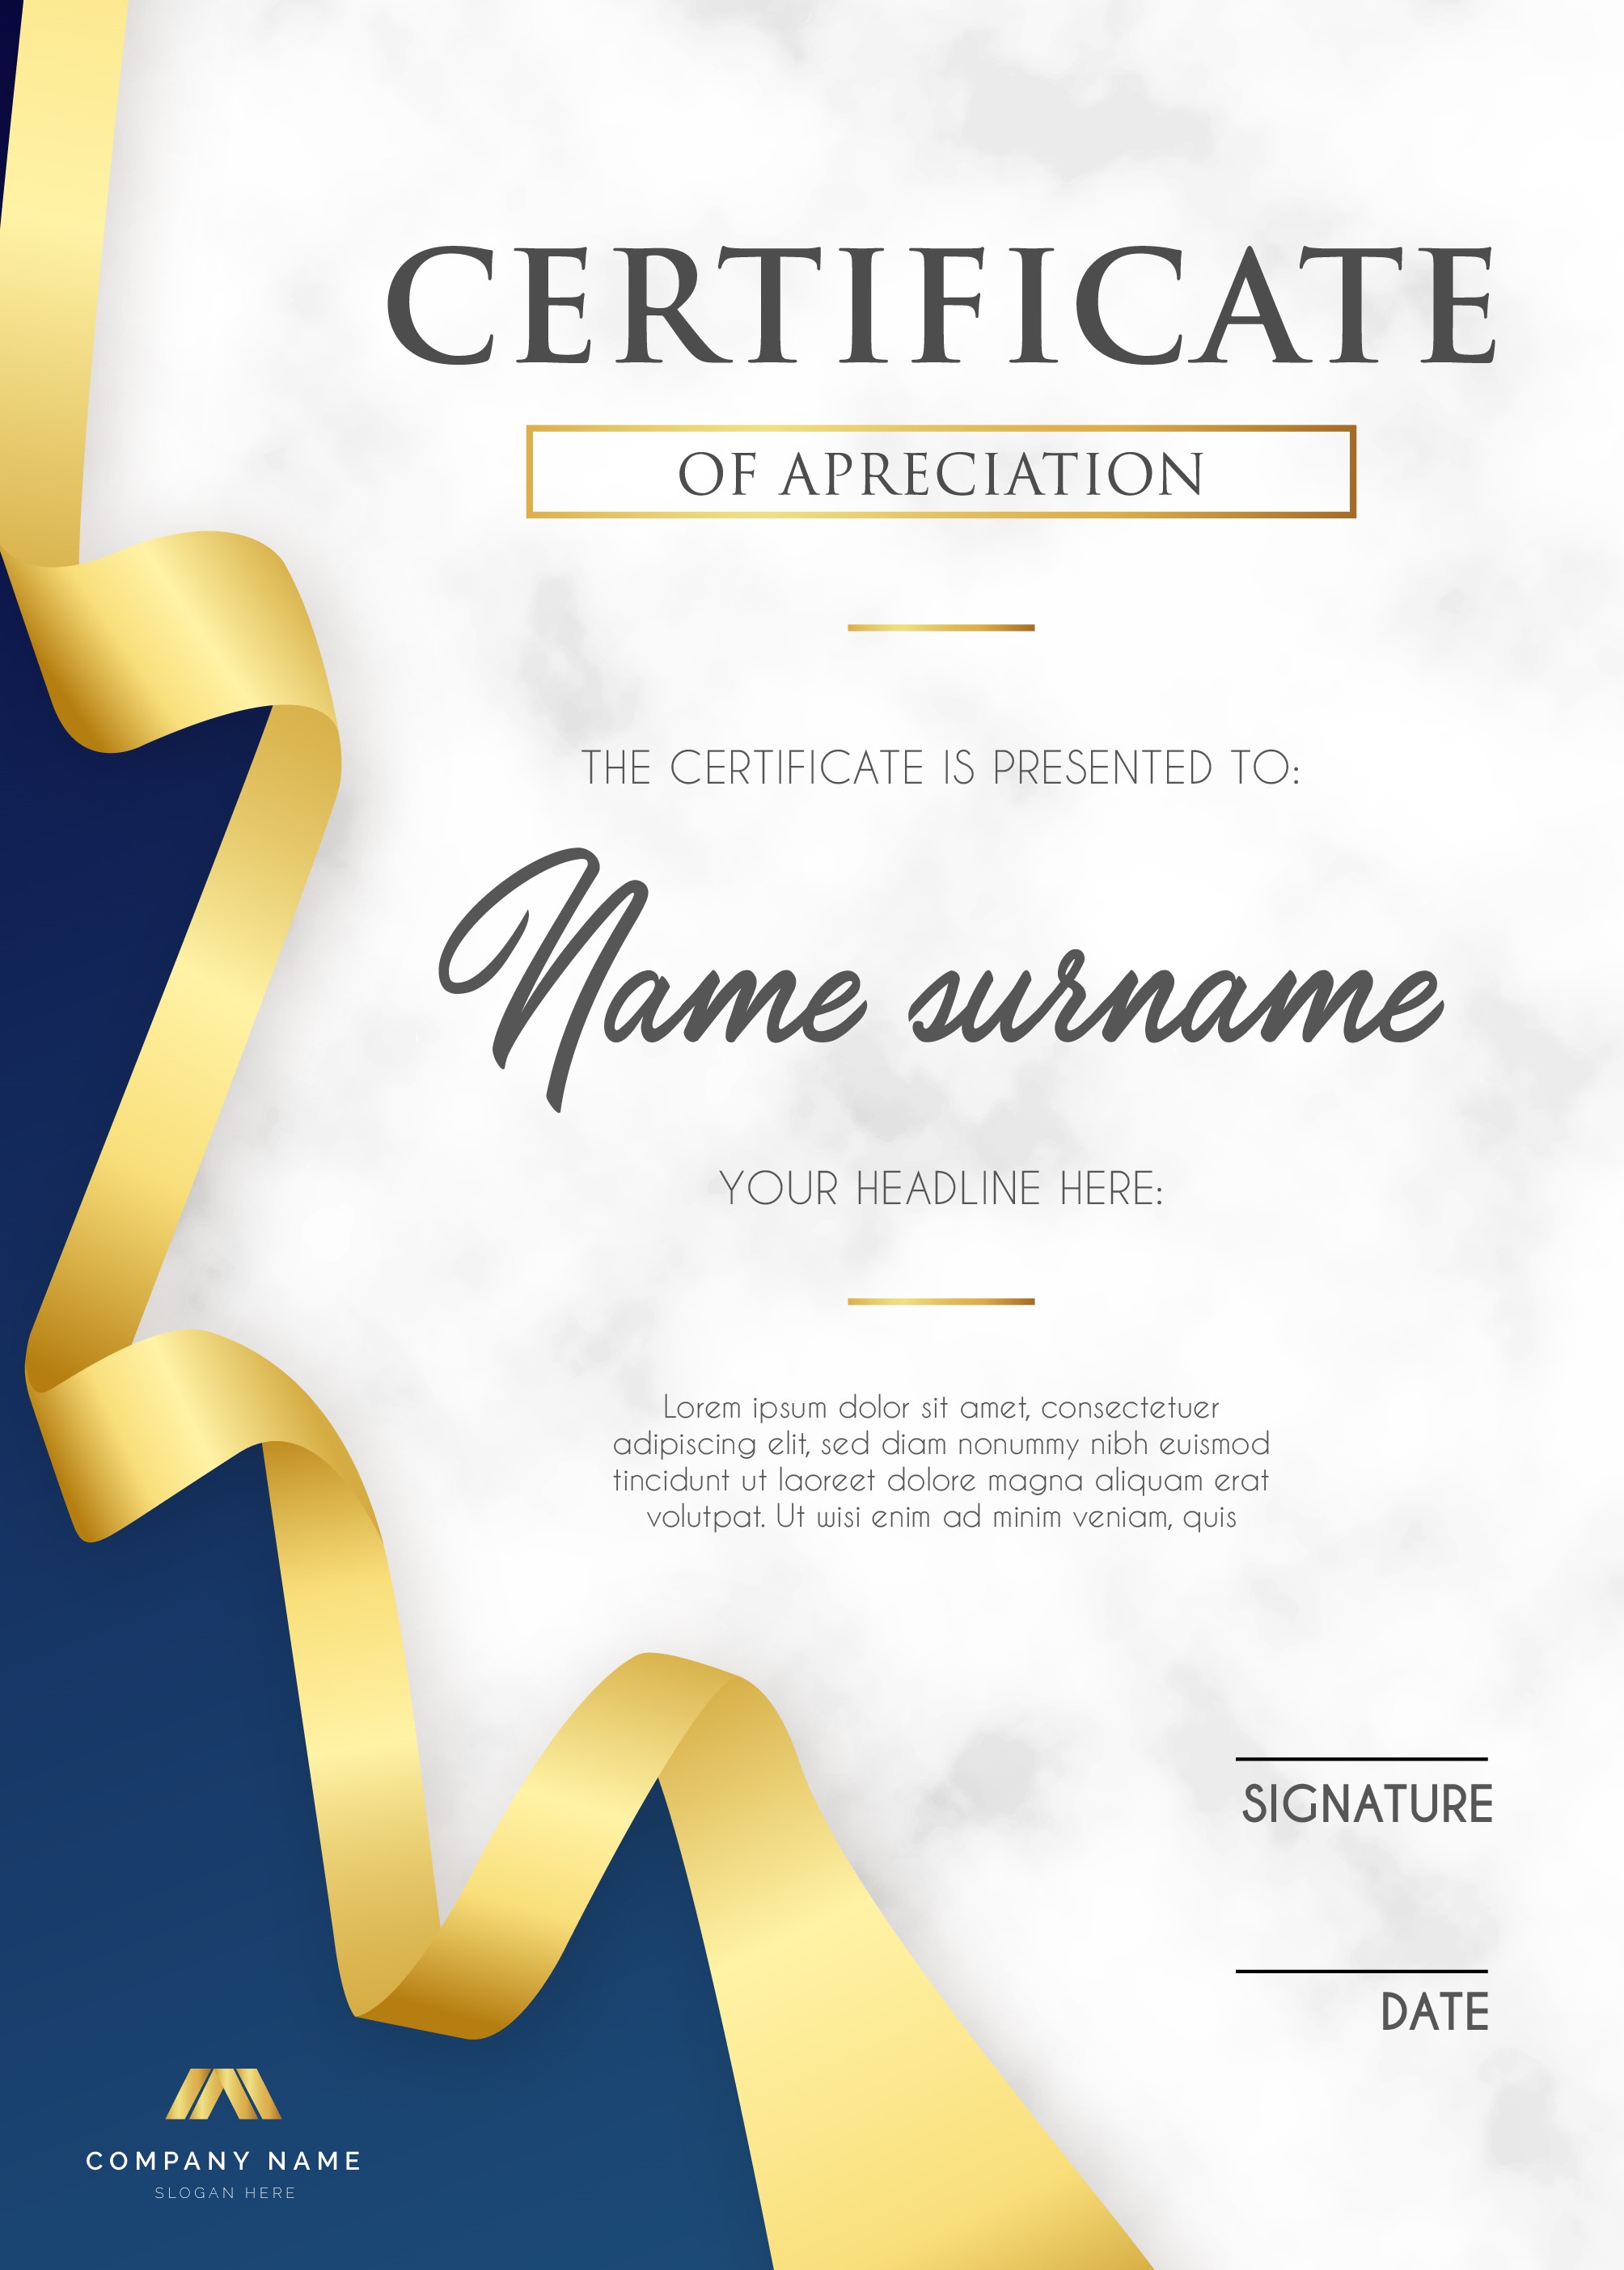 CERTIFICATE
OF APRECIATION
THE CERTIFICATE IS PRESENTED TO:
Name surname
YOUR HEADLINE HERE:
Lorem ipsum dolor sit amet, consectetuer
adipiscing elit, sed diam nonummy nibh euismod
tincidunt ut laoreet dolore magna aliquam erat
volutpat. Ut wisi enim ad minim veniam, quis
SIGNATURE
DATE
COMPANY NAME
SLOGAN HERE